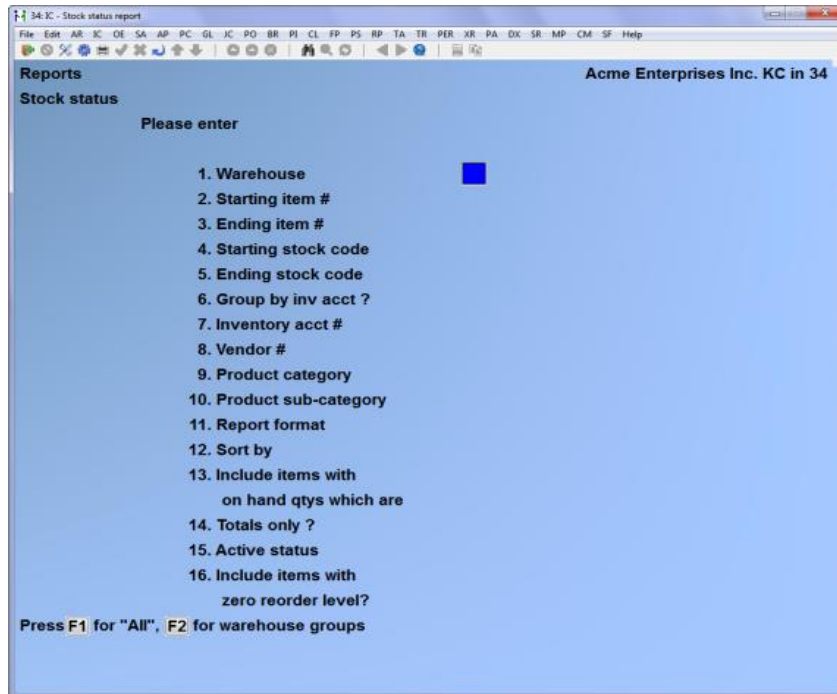 34: IC - Stock status report
File Edit AR IC OE SA AP PC GL JC PO BR PI CL FP PS RP TA TR PER XR PA DX SR MP CM SF Help
Reports
Acme Enterprises Inc. KC in 34
Stock status
Please enter
1. Warehouse
2. Starting item #
3. Ending item #
4. Starting stock code
5. Ending stock code
6. Group by inv acct ?
7. Inventory acct #
8. Vendor #
9. Product category
10. Product sub-category
11. Report format
12. Sort by
13. Include items with
on hand qtys which are
14. Totals only ?
15. Active status
16. Include items with
zero reorder level?
Press F1 for "All", F2 for warehouse groups